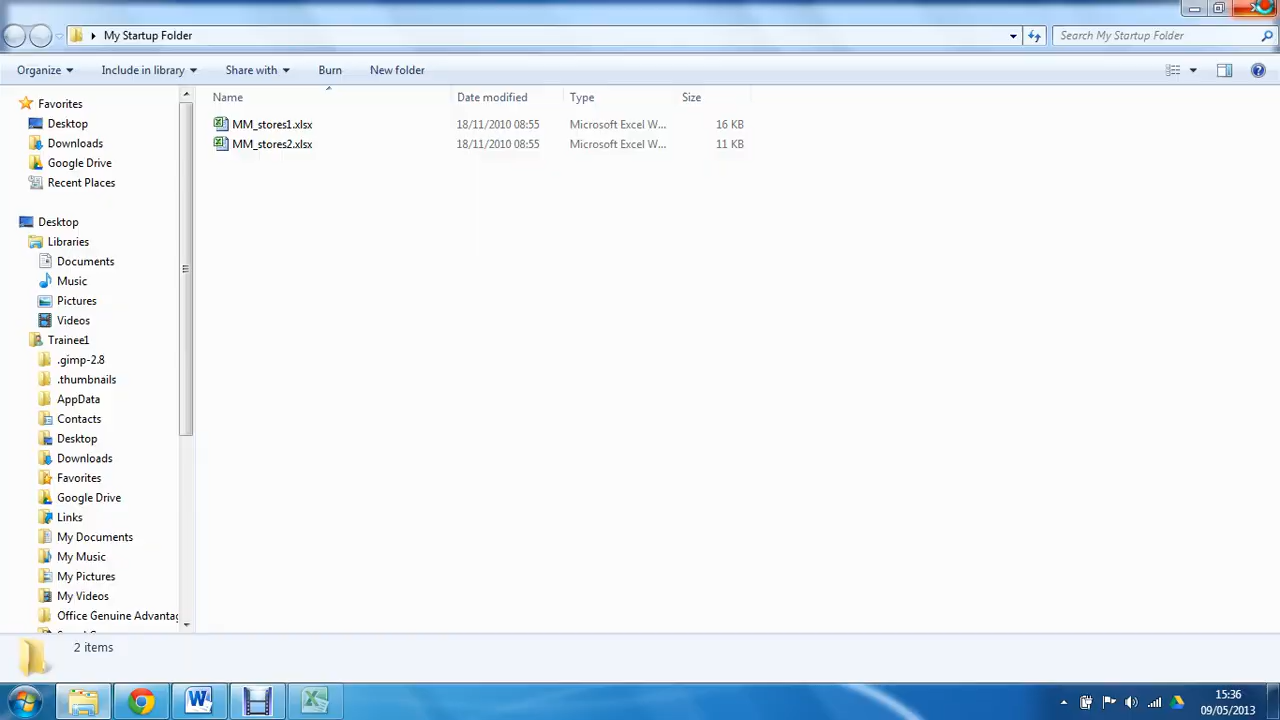 My Startup Folder
Search My Startup Folder
Organize Include in library Share with Burn New folder
Name Date modified Type Size
MM_stores1.xlsx 18/11/2010 08:55 Microsoft Excel W... 16 KB
MM_stores2.xlsx 18/11/2010 08:55 Microsoft Excel W... 11 KB
Favorites
Desktop
Downloads
Google Drive
Recent Places
Desktop
Libraries
Documents
Music
Pictures
Videos
Trainee1
.gimp-2.8
.thumbnails
AppData
Contacts
Desktop
Downloads
Favorites
Google Drive
Links
My Documents
My Music
My Pictures
My Videos
Office Genuine Advantag
2 items
15:36
09/05/2013